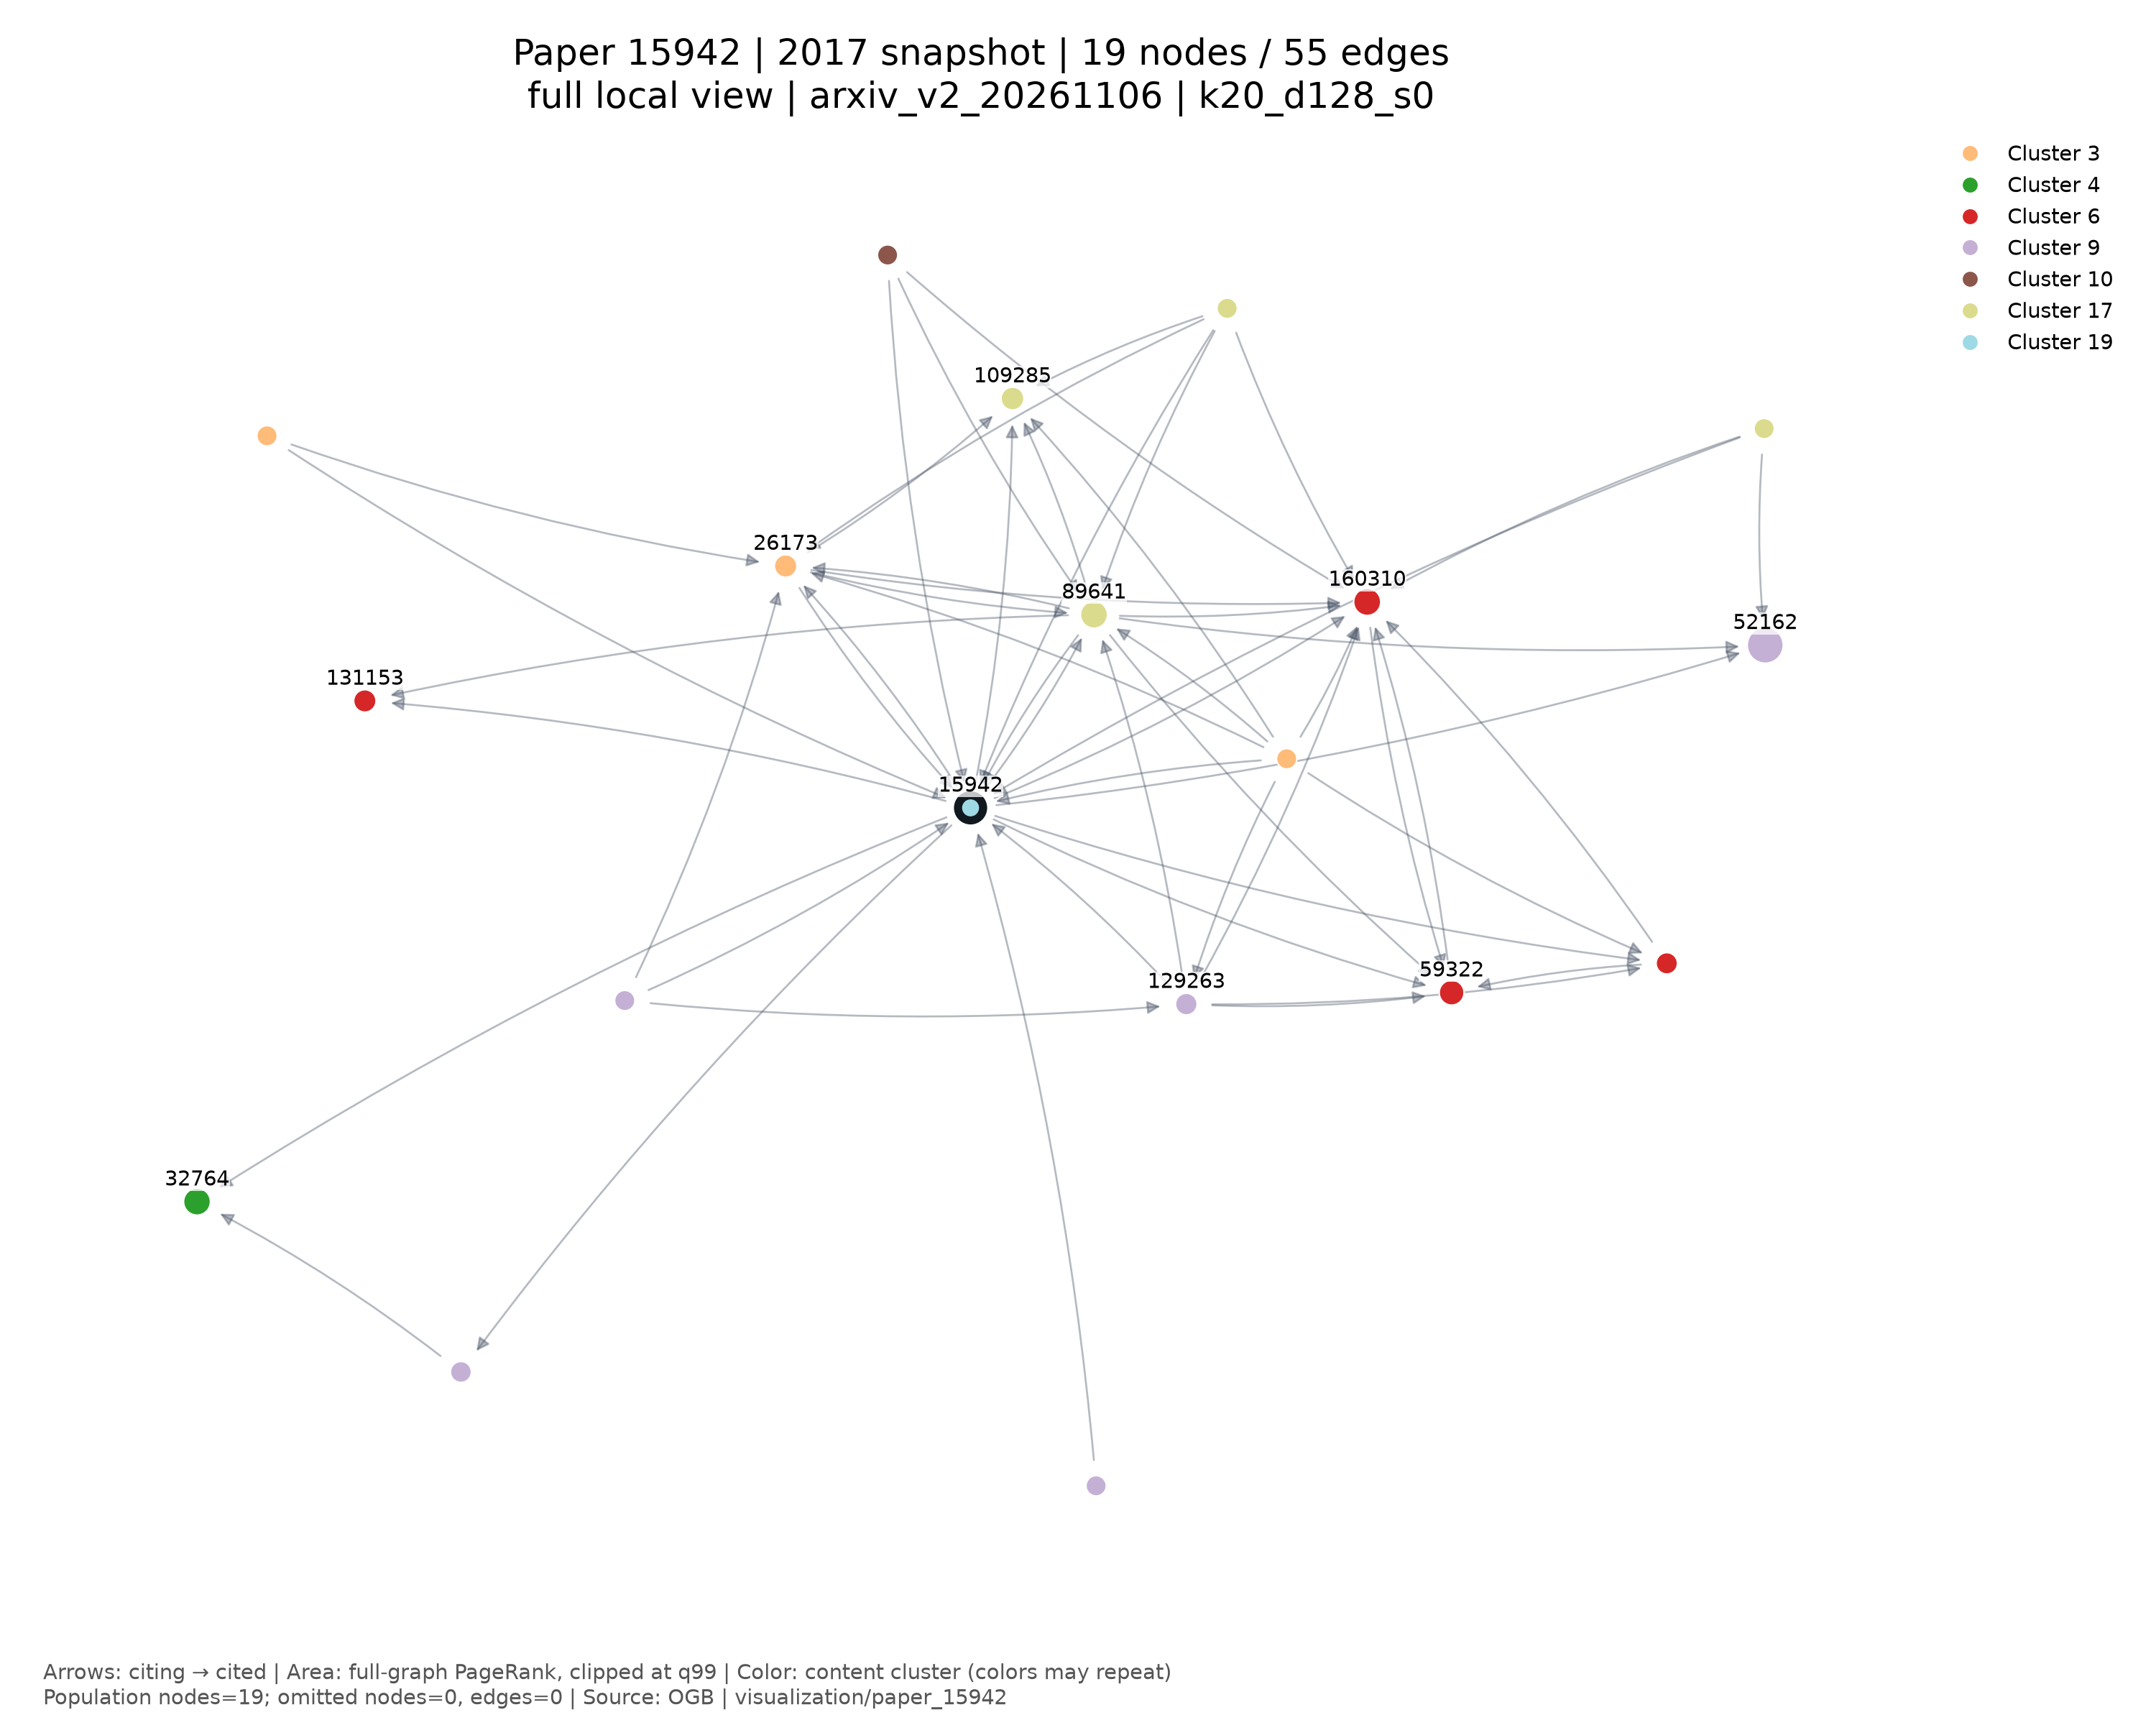 Paper 15942 | 2017 snapshot | 19 nodes / 55 edges
full local view | arxiv_v2_20261106 | k20_d128_s0
Cluster 3
Cluster 4
Cluster 6
Cluster 9
Cluster 10
Cluster 17
Cluster 19
109285
26173
160310
89641
52162
131153
15942
59322
129263
32764
Arrows: citing → cited | Area: full-graph PageRank, clipped at q99 | Color: content cluster (colors may repeat)
Population nodes=19; omitted nodes=0, edges=0 | Source: OGB | visualization/paper_15942